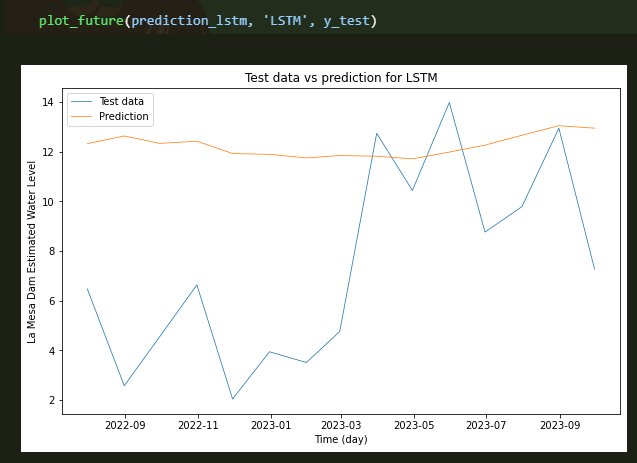 plot_future(prediction_lstm, 'LSTM', y_test)
Test data vs prediction for LSTM
Test data
Prediction
14
12
10
8
6
4
2
La Mesa Dam Estimated Water Level
2022-09 2022-11 2023-01 2023-03 2023-05 2023-07 2023-09
Time (day)